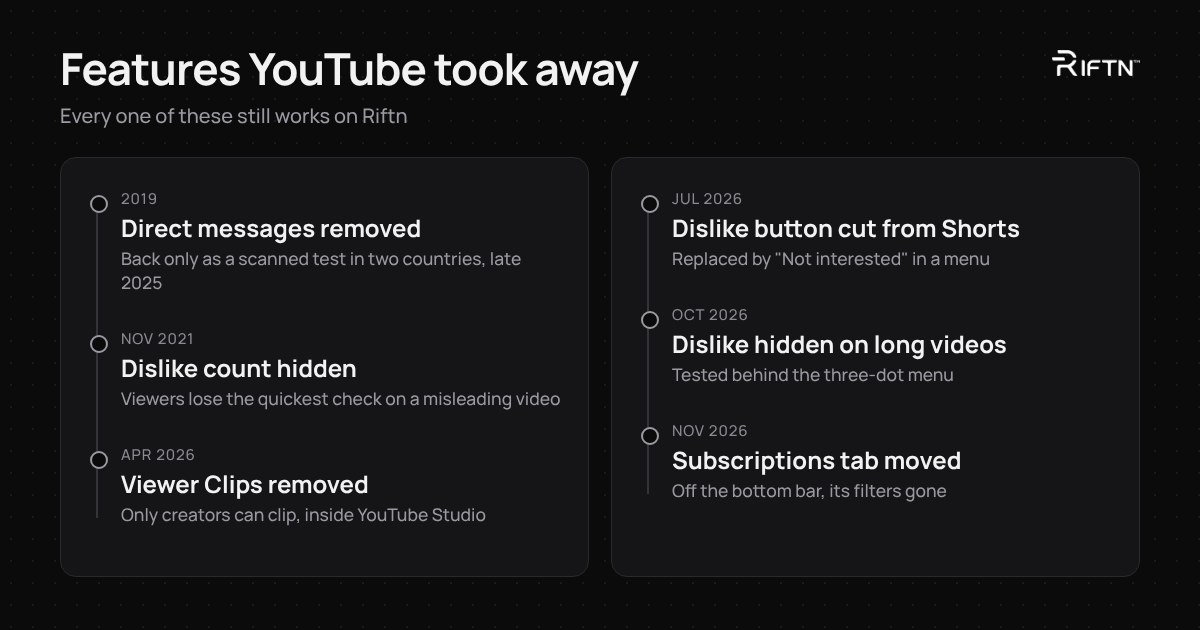 Features YouTube took away
RIFTN™
Every one of these still works on Riftn
2019
Direct messages removed
Back only as a scanned test in two countries, late
2025
NOV 2021
Dislike count hidden
Viewers lose the quickest check on a misleading video
APR 2026
Viewer Clips removed
Only creators can clip, inside YouTube Studio
JUL 2026
Dislike button cut from Shorts
Replaced by "Not interested" in a menu
OCT 2026
Dislike hidden on long videos
Tested behind the three-dot menu
NOV 2026
Subscriptions tab moved
Off the bottom bar, its filters gone